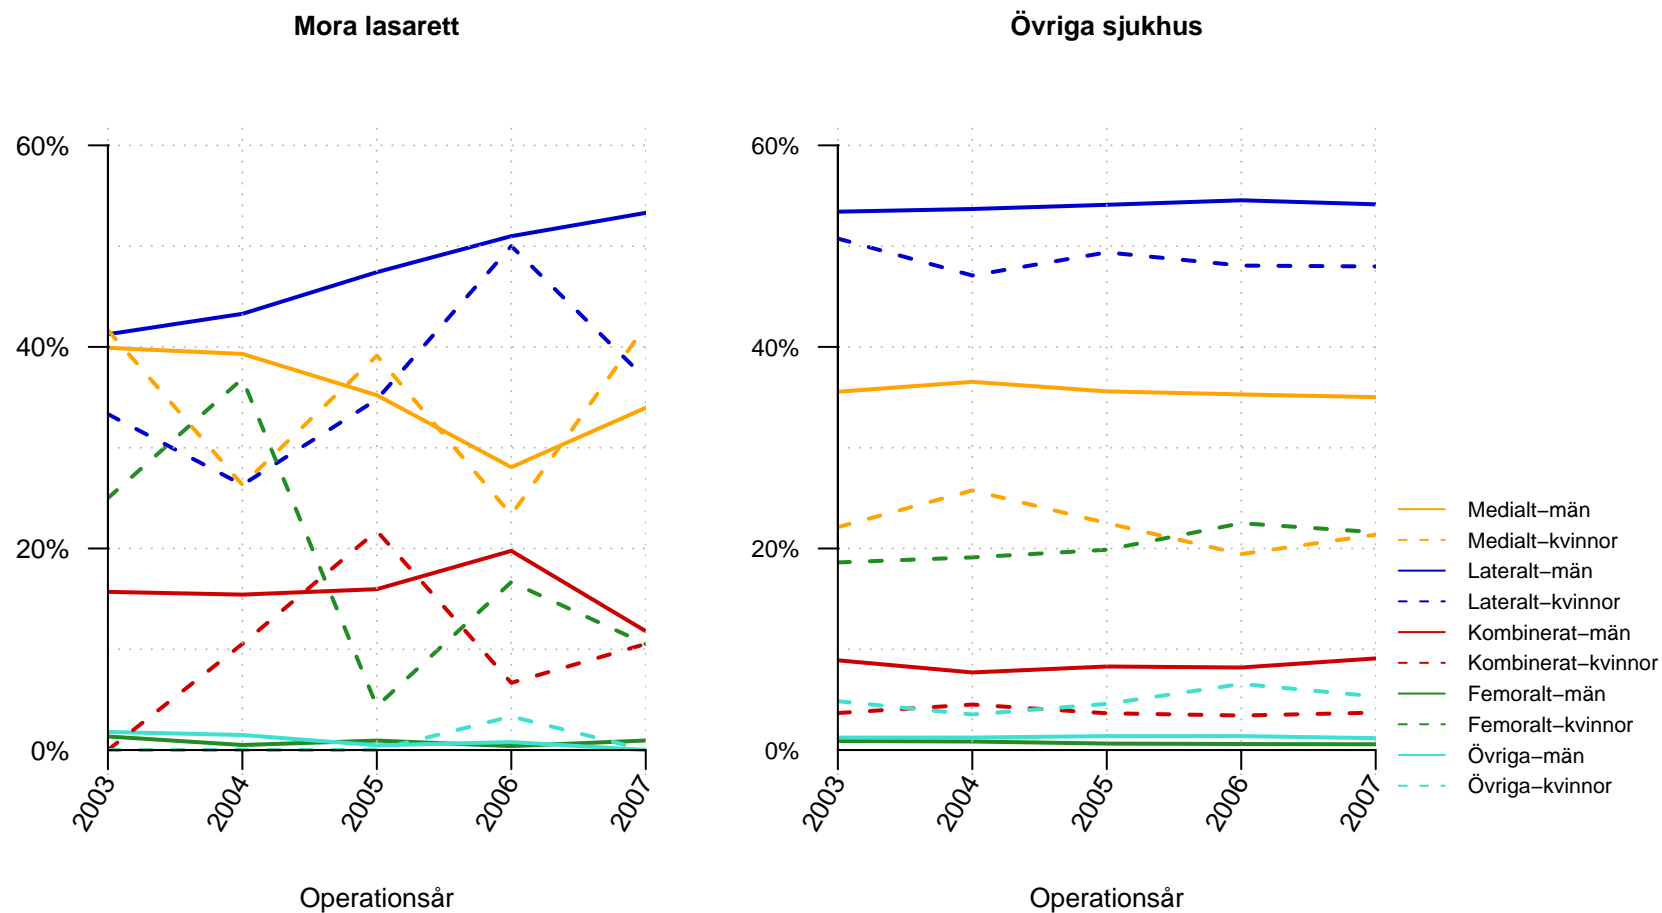 Mora lasarett
60%
40%
20%
0%
2003
2004
2005
2006
2007
Operationsår
Övriga sjukhus
60%
40%
20%
0%
2003
2004
2005
2006
2007
Operationsår
Medialt−män
Medialt−kvinnor
Lateralt−män
Lateralt−kvinnor
Kombinerat−män
Kombinerat−kvinnor
Femoralt−män
Femoralt−kvinnor
Övriga−män
Övriga−kvinnor